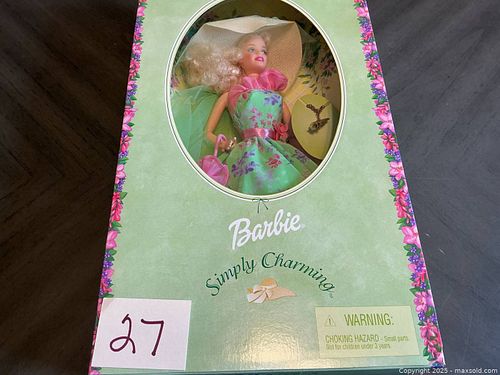 Barbie
Simply Charming
27
WARNING:
CHOKING HAZARD - Small parts.
Not for children under 3 years.
Copyright 2025 - maxsold.com